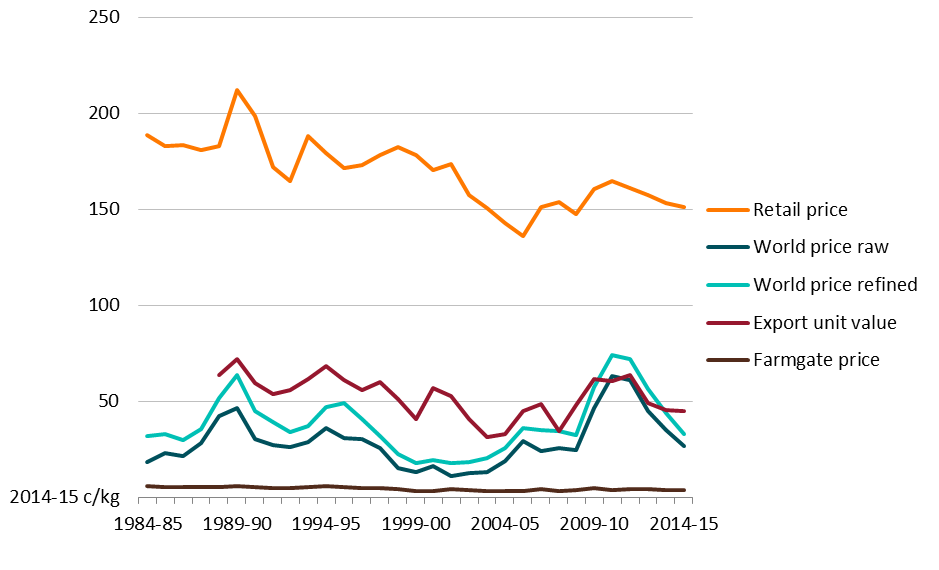 250
200
150
100
50
2014-15 c/kg
1984-85 1989-90 1994-95 1999-00 2004-05 2009-10 2014-15
Retail price
World price raw
World price refined
Export unit value
Farmgate price